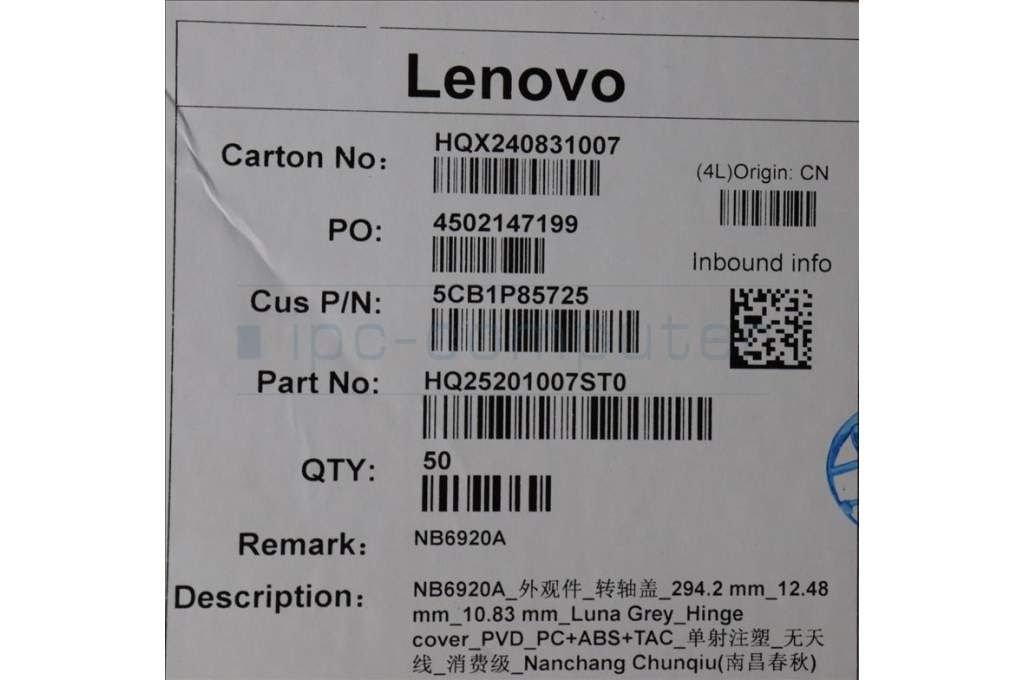 Lenovo
Carton No: HQX240831007
(4L)Origin: CN
PO: 4502147199
Inbound info
Cus P/N: 5CB1P85725
ipc-compute
Part No: HQ25201007ST0
QTY: 50
Remark: NB6920A
Description: NB6920A_外观件_转轴盖_294.2 mm_12.48
mm_10.83 mm_Luna Grey_Hinge
cover_PVD_PC+ABS+TAC_单射注塑_无天
线_消费级_Nanchang Chunqiu(南昌春秋)